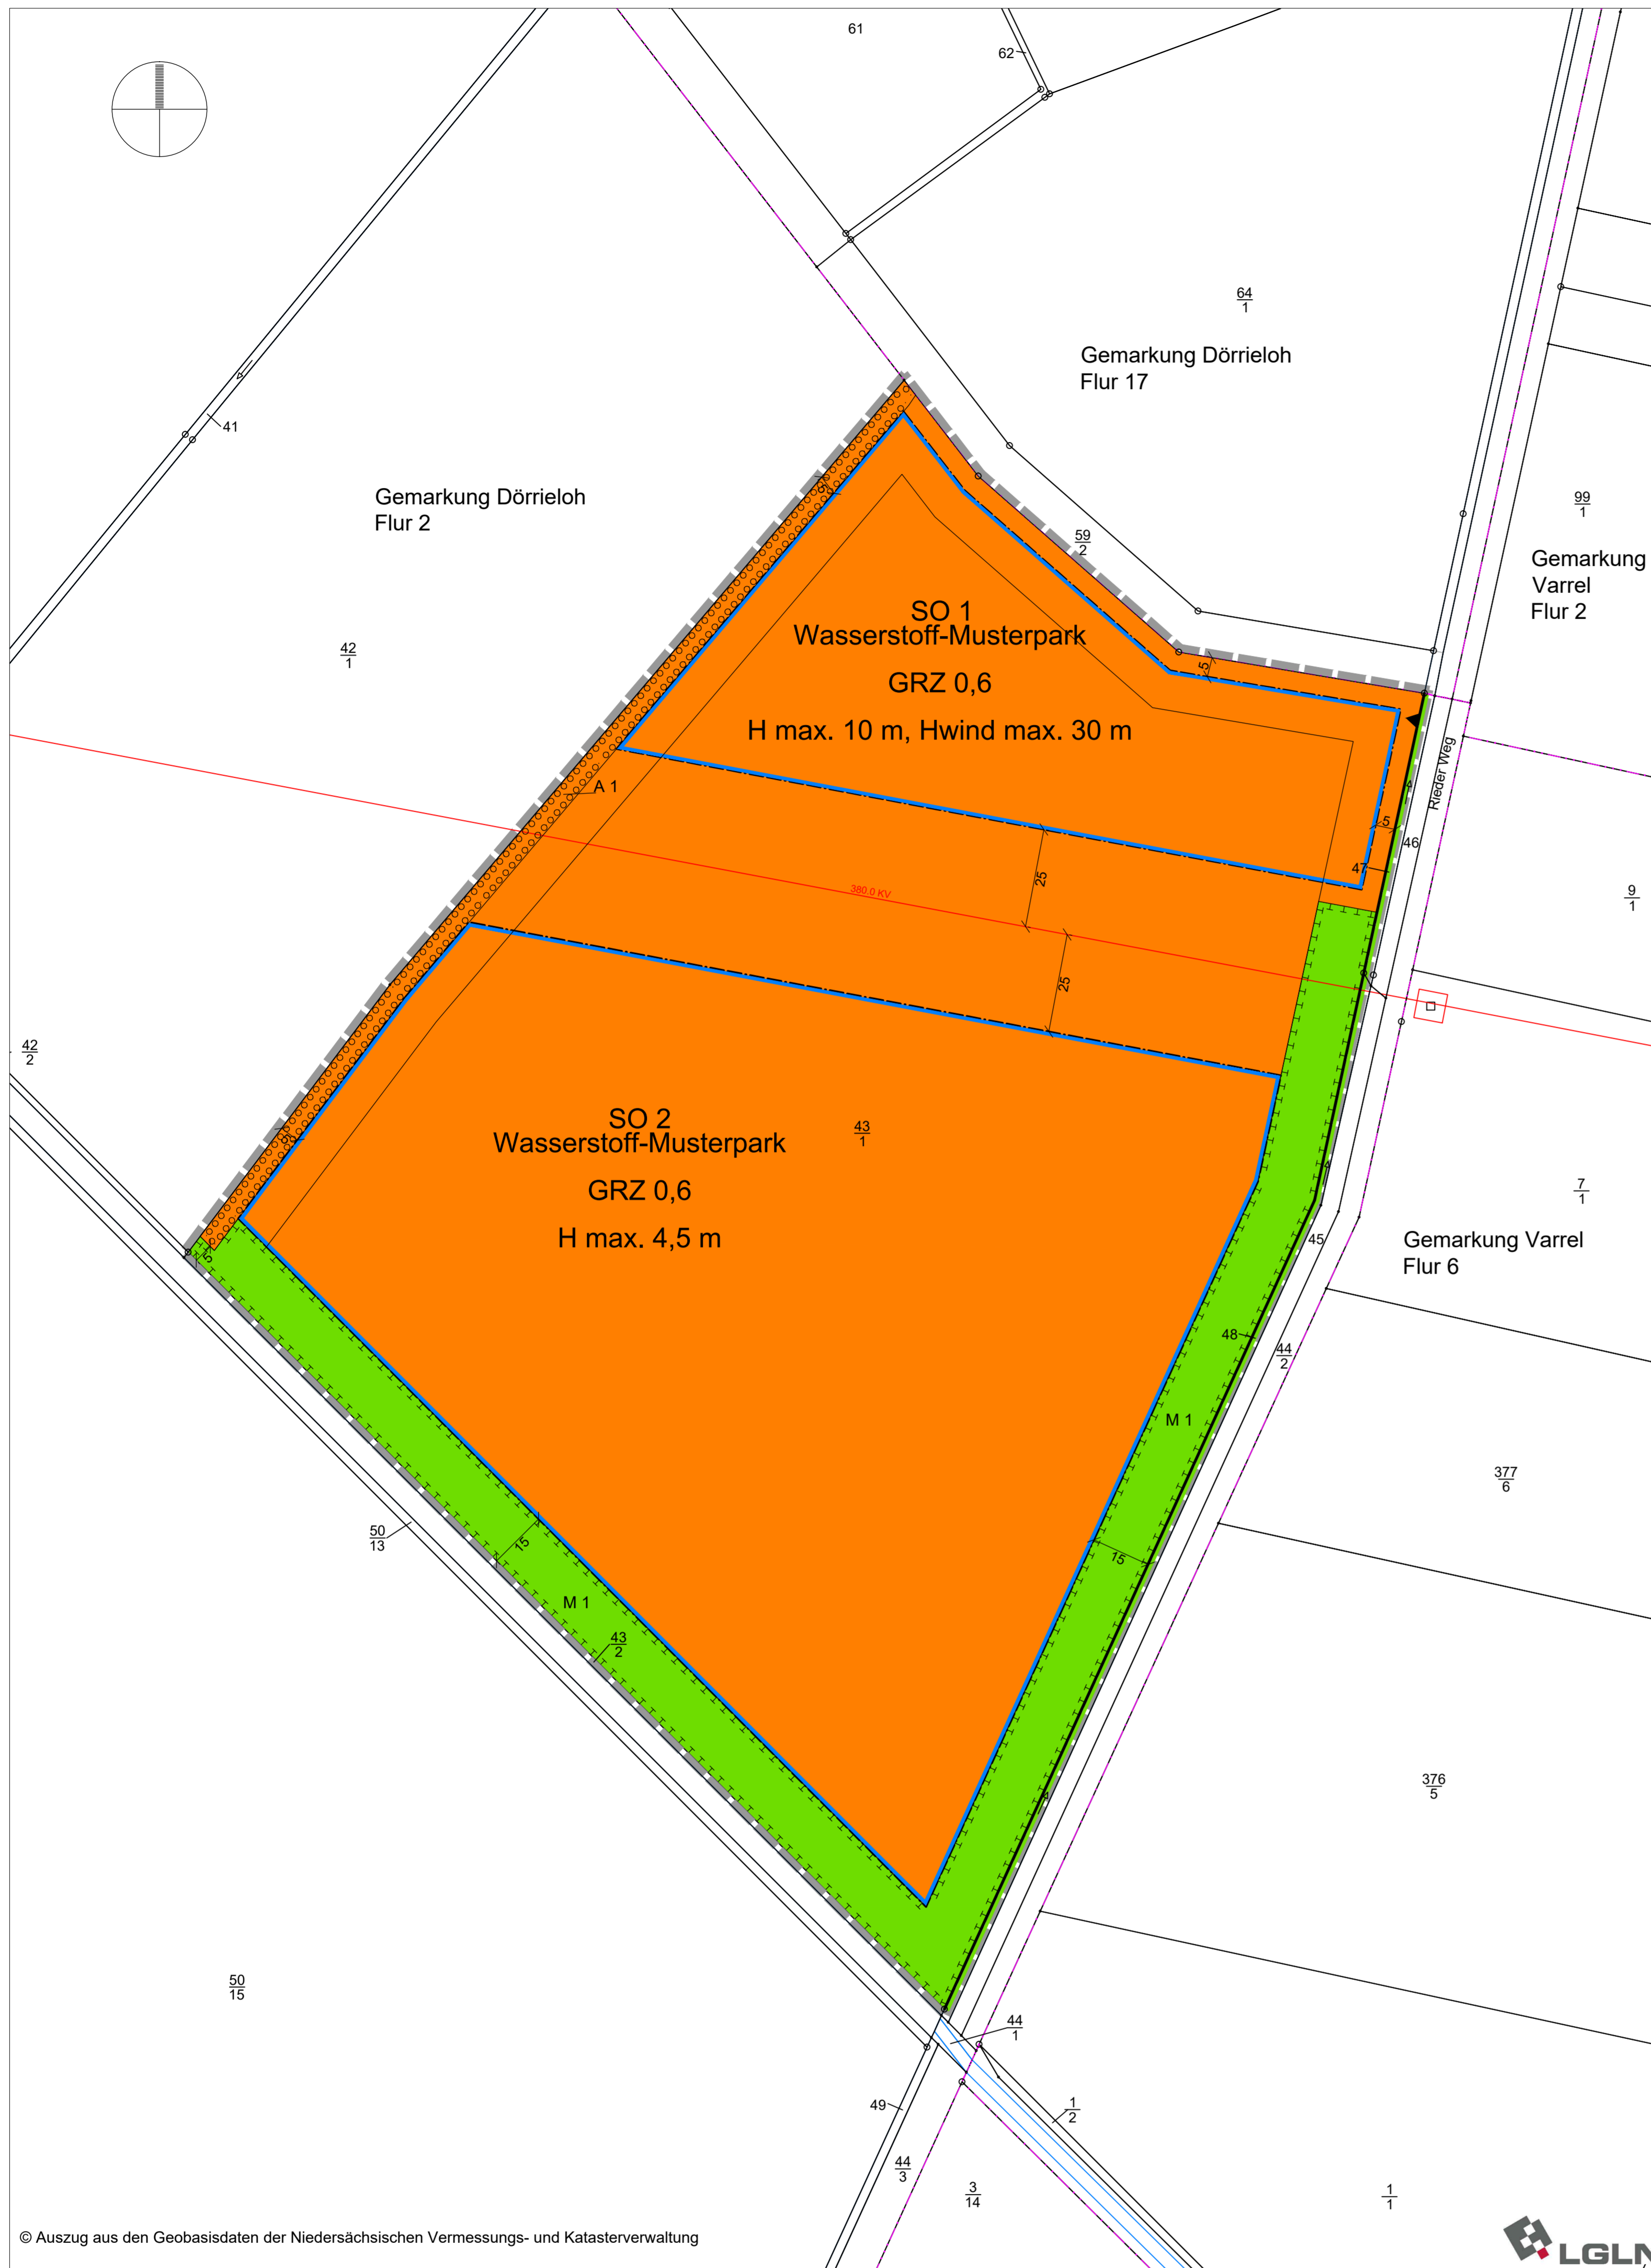 61
62
64
1
Gemarkung Dörrieloh
Flur 17
41
Gemarkung Dörrieloh
Flur 2
99
1
59
2
Gemarkung
Varrel
Flur 2
SO 1
Wasserstoff-Musterpark
42
1
5
GRZ 0,6
H max. 10 m, Hwind max. 30 m
Rieder Weg
A 1
5
46
47
25
380.0 KV
9
1
25
42
2
SO 2
Wasserstoff-Musterpark
43
1
GRZ 0,6
7
1
H max. 4,5 m
45
Gemarkung Varrel
Flur 6
5
48
44
2
M 1
377
6
50
13
15
15
M 1
43
2
376
5
50
15
44
1
49
1
2
44
3
3
14
1
1
© Auszug aus den Geobasisdaten der Niedersächsischen Vermessungs- und Katasterverwaltung
LGLN